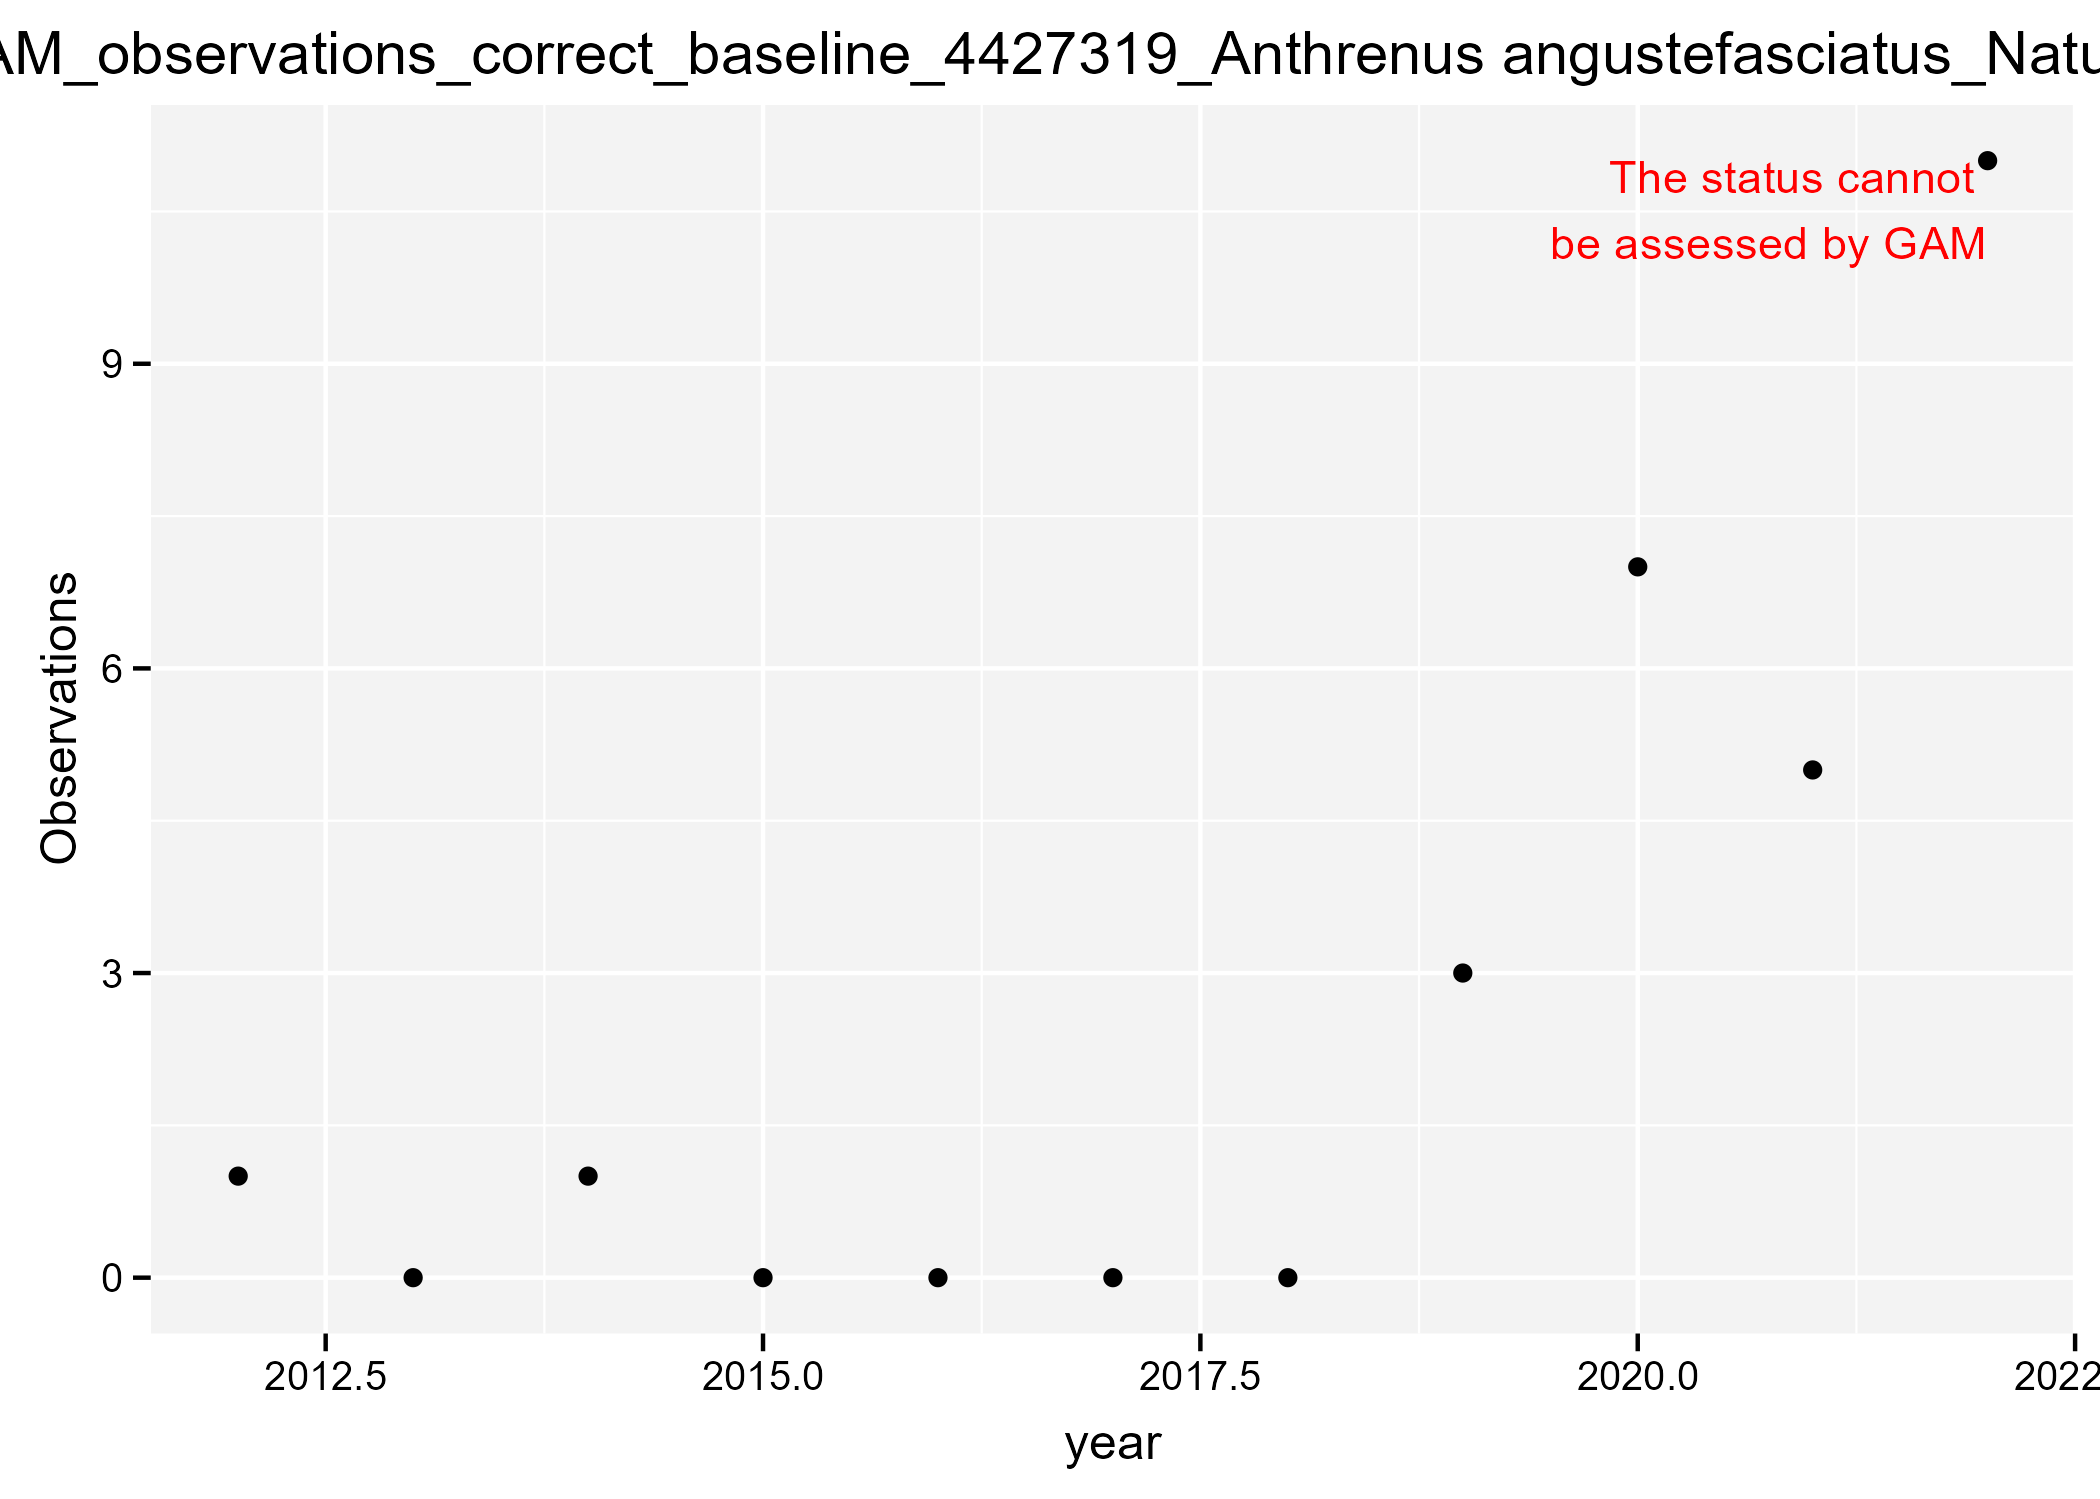 AM_observations_correct_baseline_4427319_Anthrenus angustefasciatus_Natu
The status cannot
be assessed by GAM
9
6
3
0
Observations
2012.5
2015.0
2017.5
2020.0
2022
year